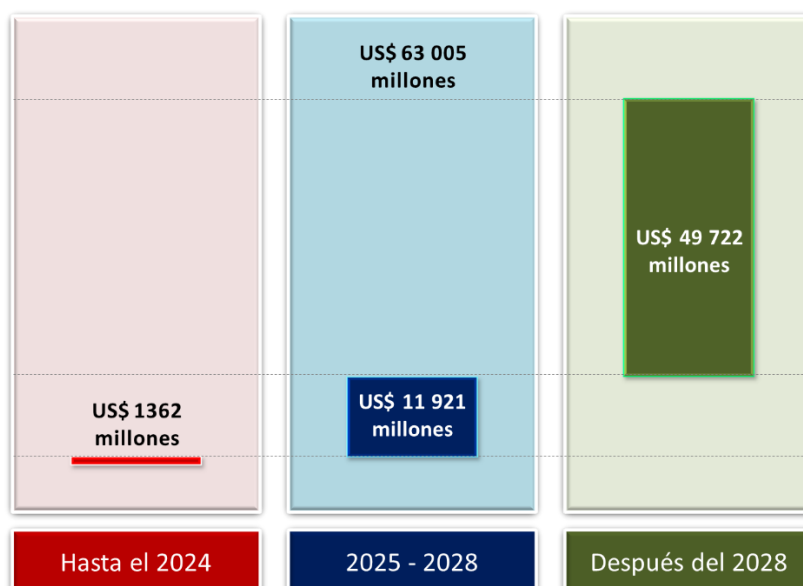 US$ 63 005
millones
US$ 49 722
millones
US$ 1362
millones
US$ 11 921
millones
Hasta el 2024
2025 - 2028
Después del 2028